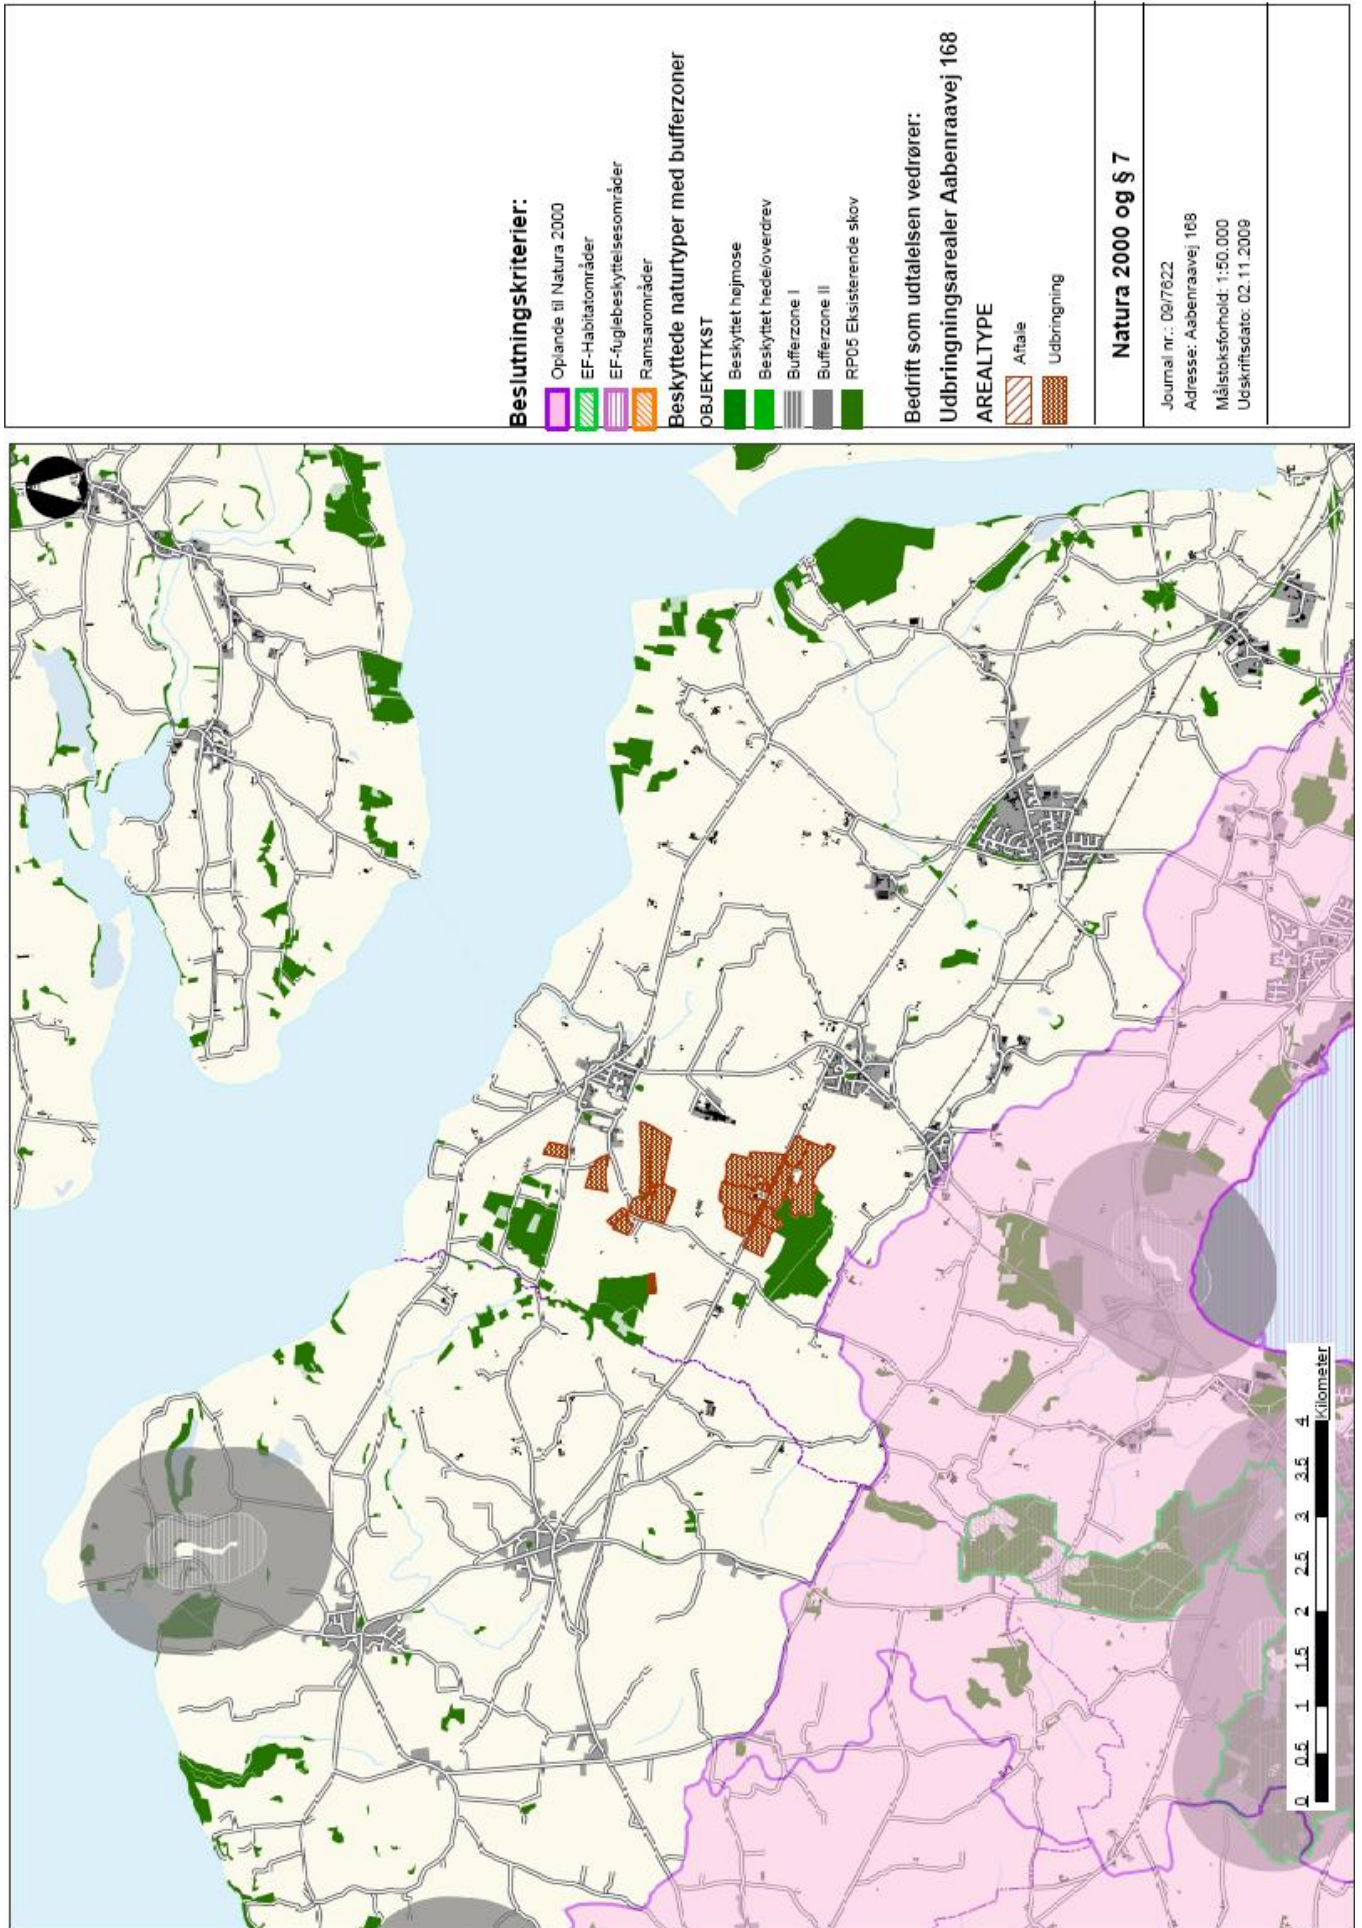 Beslutningskriterier:
Oplande til Natura 2000
EF-Habitatområder
EF-fuglebeskyttelsesområder
Ramsarområder
Beskyttede naturtyper med bufferzoner
OBJEKTTKST
Beskyttet højmose
Beskyttet hede/overdrev
Bufferzone I
Bufferzone II
RP05 Eksisterende skov
Bedrift som udtalelsen vedrører:
Udbringningsarealer Aabenraavej 168
AREALTYPE
Aftale
Udbringning
Natura 2000 og § 7
Journal nr.: 09/7622
Adresse: Aabenraavej 168
Målstoksforhold: 1:50.000
Udskriftsdato: 02.11.2009
0 0,5 1 1,5 2 2,5 3 3,5 4
Kilometer